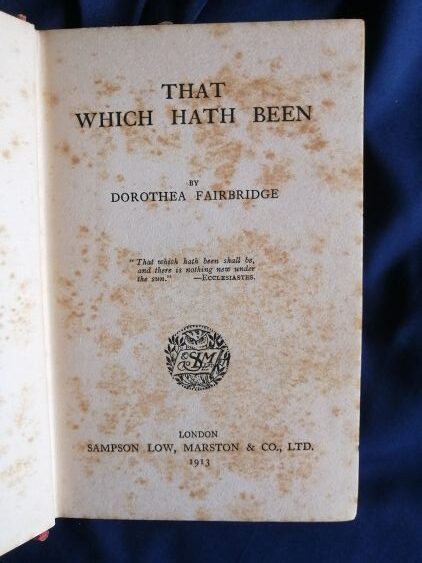 THAT
WHICH HATH BEEN
BY
DOROTHEA FAIRBRIDGE
"That which hath been shall be,
and there is nothing new under
the sun." —ECCLESIASTES.
SLM
LONDON
SAMPSON LOW, MARSTON & CO., LTD.
1913